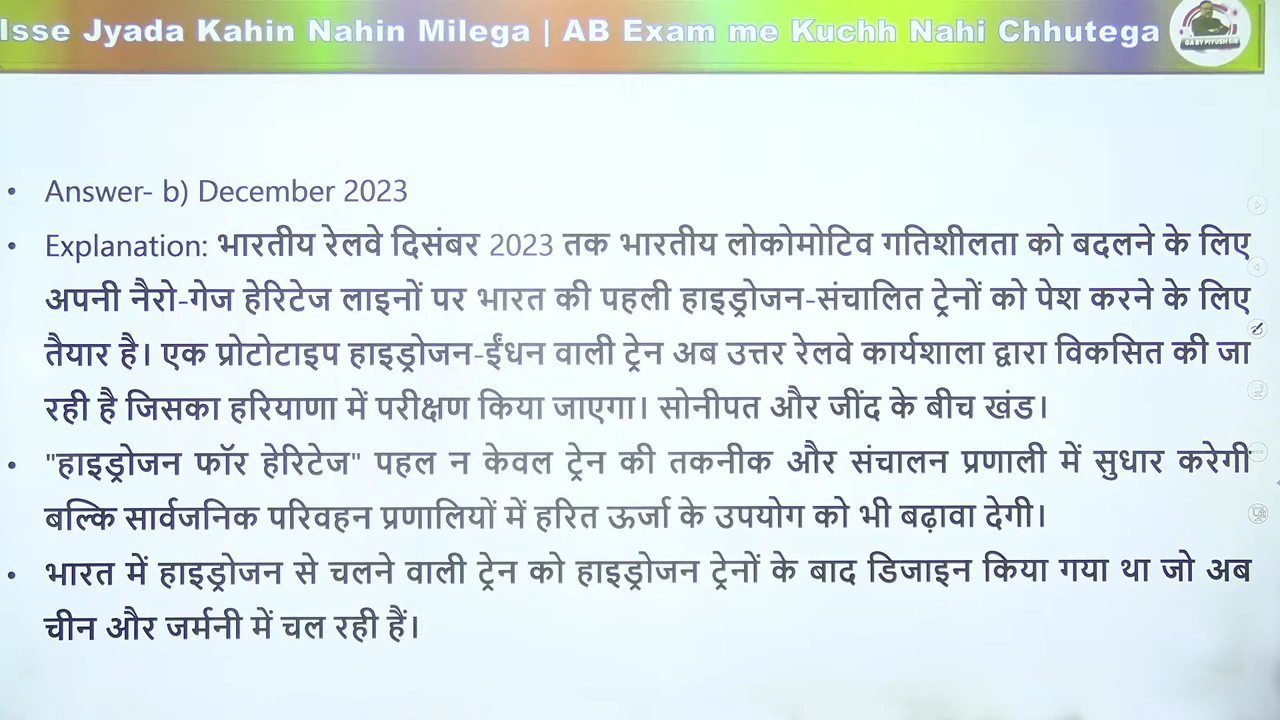 Isse Jyada Kahin Nahin Milega | AB Exam me Kuchh Nahi Chhutega
GA BY PIYUSH SIR
• Answer- b) December 2023
• Explanation: भारतीय रेलवे दिसंबर 2023 तक भारतीय लोकोमोटिव गतिशीलता को बदलने के लिए
अपनी नैरो-गेज हेरिटेज लाइनों पर भारत की पहली हाइड्रोजन-संचालित ट्रेनों को पेश करने के लिए
तैयार है। एक प्रोटोटाइप हाइड्रोजन-ईंधन वाली ट्रेन अब उत्तर रेलवे कार्यशाला द्वारा विकसित की जा
रही है जिसका हरियाणा में परीक्षण किया जाएगा। सोनीपत और जींद के बीच खंड।
• "हाइड्रोजन फॉर हेरिटेज" पहल न केवल ट्रेन की तकनीक और संचालन प्रणाली में सुधार करेगी
बल्कि सार्वजनिक परिवहन प्रणालियों में हरित ऊर्जा के उपयोग को भी बढ़ावा देगी।
• भारत में हाइड्रोजन से चलने वाली ट्रेन को हाइड्रोजन ट्रेनों के बाद डिजाइन किया गया था जो अब
चीन और जर्मनी में चल रही हैं।